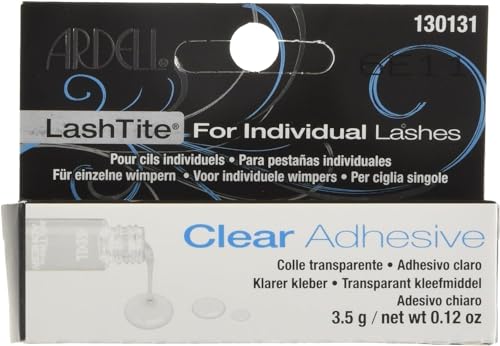 130131
ARDELL
6E11
LashTite® For Individual Lashes
Pour cils individuels • Para pestañas individuales
Für einzelne wimpern • Voor individuele wimpers • Per ciglia singole
Clear Adhesive
Colle transparente • Adhesivo claro
Klarer kleber • Transparant kleefmiddel
Adesivo chiaro
3.5 g / net wt 0.12 oz